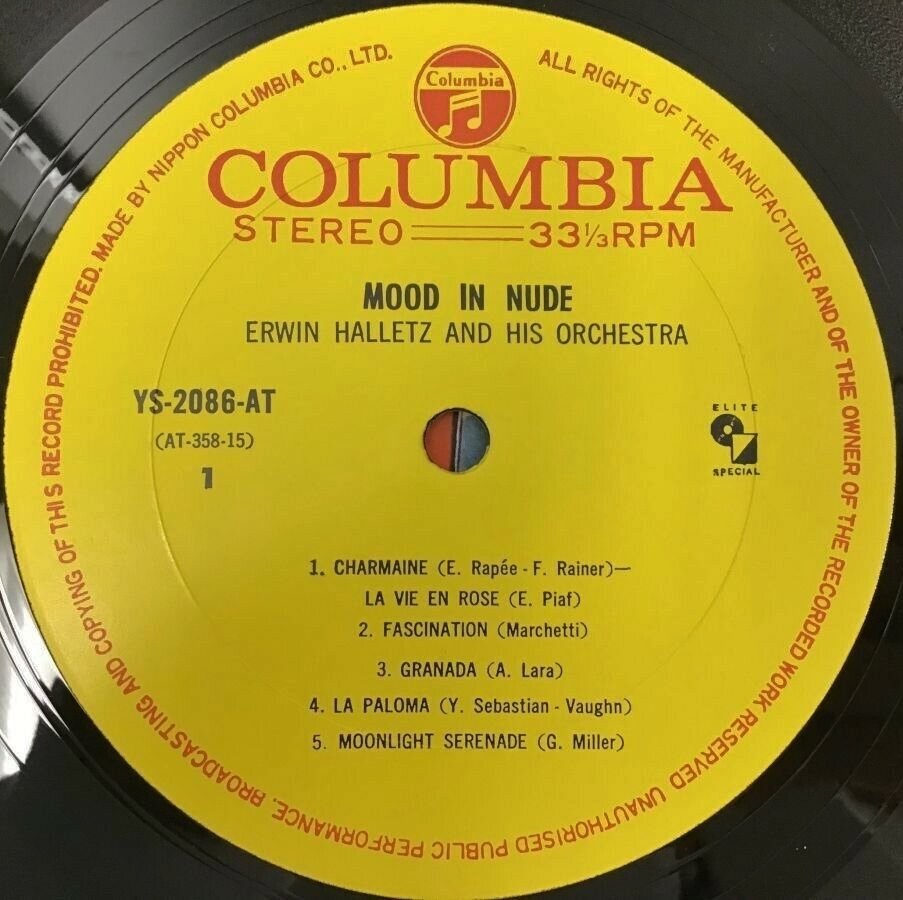 Columbia
COLUMBIA
STEREO 33⅓RPM
MOOD IN NUDE
ERWIN HALLETZ AND HIS ORCHESTRA
YS-2086-AT
(AT-358-15)
1
ELITE
SPECIAL
1. CHARMAINE (E. Rapée - F. Rainer)—
LA VIE EN ROSE (E. Piaf)
2. FASCINATION (Marchetti)
3. GRANADA (A. Lara)
4. LA PALOMA (Y. Sebastian - Vaughn)
5. MOONLIGHT SERENADE (G. Miller)
ALL RIGHTS OF THE MANUFACTURER AND OF THE OWNER OF THE RECORDED WORK RESERVED UNAUTHORISED PUBLIC PERFORMANCE, BROADCASTING AND COPYING OF THIS RECORD PROHIBITED. MADE BY NIPPON COLUMBIA CO., LTD.